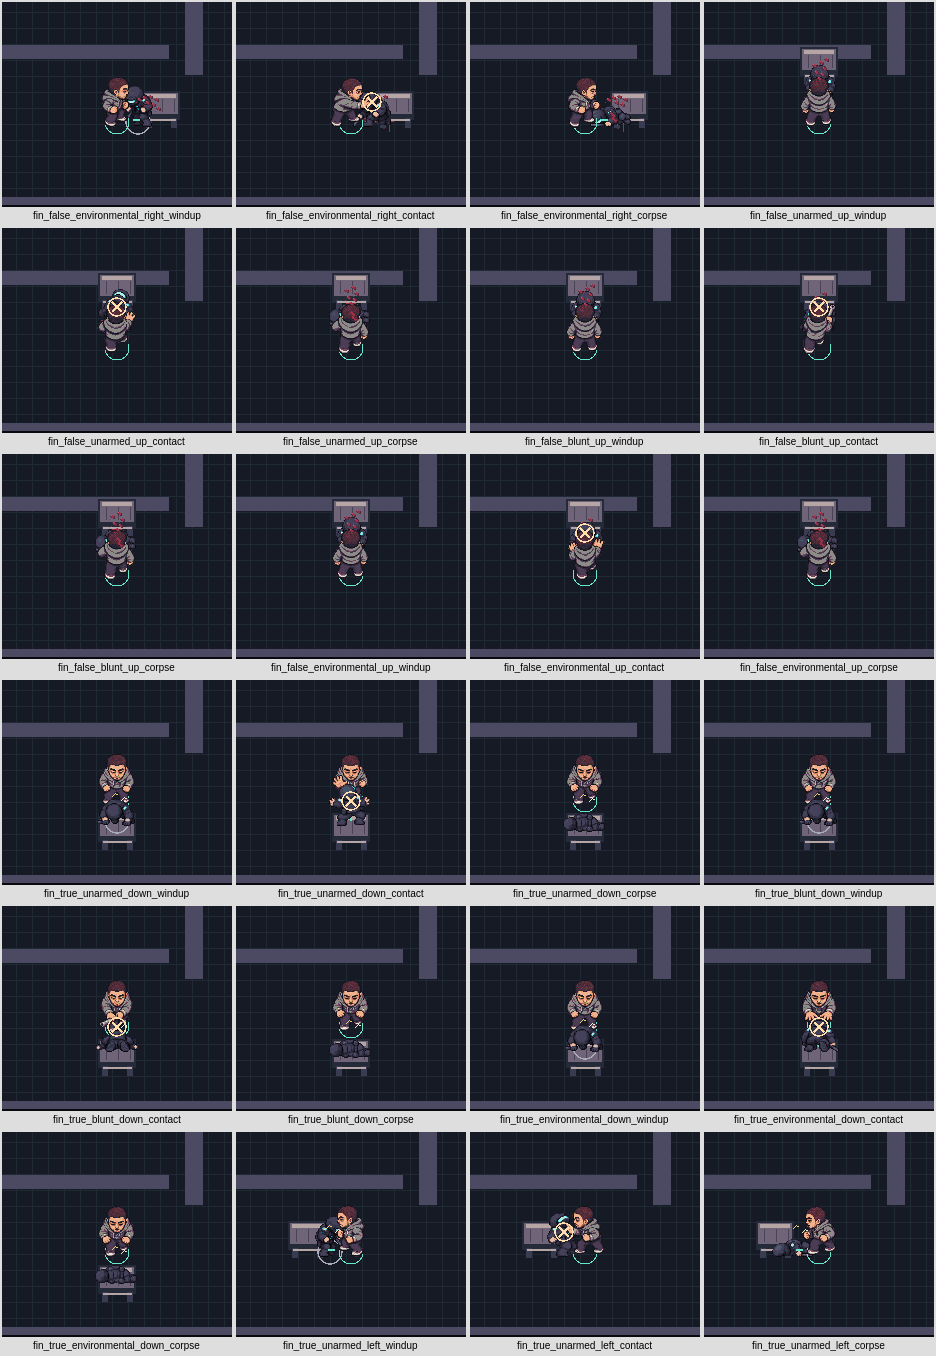 fin_false_environmental_right_windup
fin_false_environmental_right_contact
fin_false_environmental_right_corpse
fin_false_unarmed_up_windup
fin_false_unarmed_up_contact
fin_false_unarmed_up_corpse
fin_false_blunt_up_windup
fin_false_blunt_up_contact
fin_false_blunt_up_corpse
fin_false_environmental_up_windup
fin_false_environmental_up_contact
fin_false_environmental_up_corpse
fin_true_unarmed_down_windup
fin_true_unarmed_down_contact
fin_true_unarmed_down_corpse
fin_true_blunt_down_windup
fin_true_blunt_down_contact
fin_true_blunt_down_corpse
fin_true_environmental_down_windup
fin_true_environmental_down_contact
fin_true_environmental_down_corpse
fin_true_unarmed_left_windup
fin_true_unarmed_left_contact
fin_true_unarmed_left_corpse